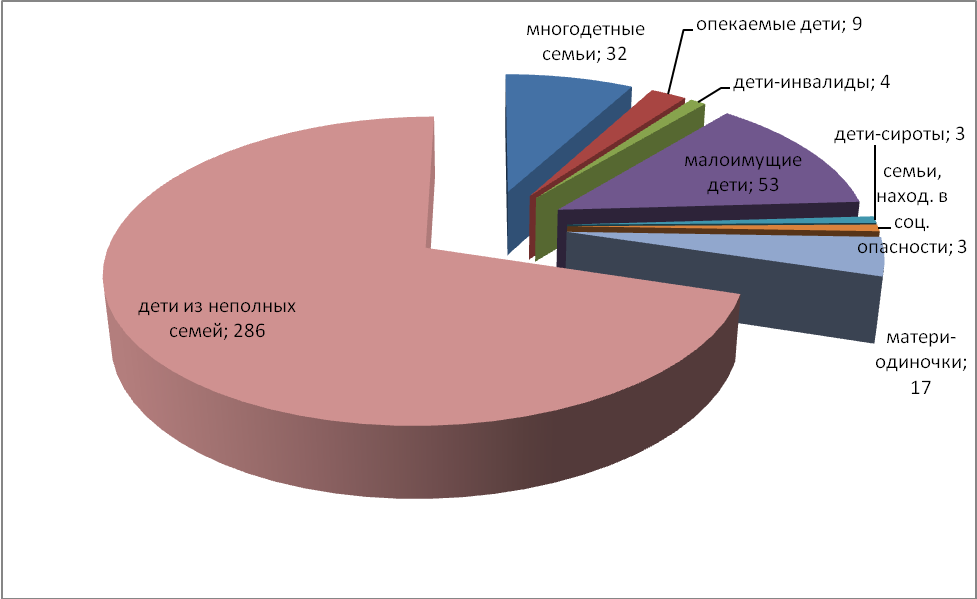 многодетные
семьи; 32
опекаемые дети; 9
дети-инвалиды; 4
малоимущие
дети; 53
дети-сироты; 3
семьи,
наход. в
соц.
опасности; 3
матери-
одиночки;
17
дети из неполных
семей; 286